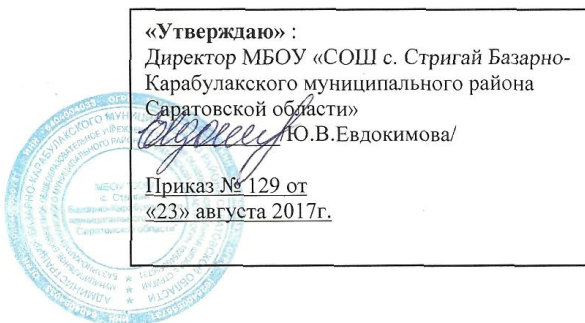 «Утверждаю» :
Директор МБОУ «СОШ с. Стригай Базарно-
Карабулакского муниципального района
Саратовской области»
/Ю.В.Евдокимова/
Приказ № 129 от
«23» августа 2017г.